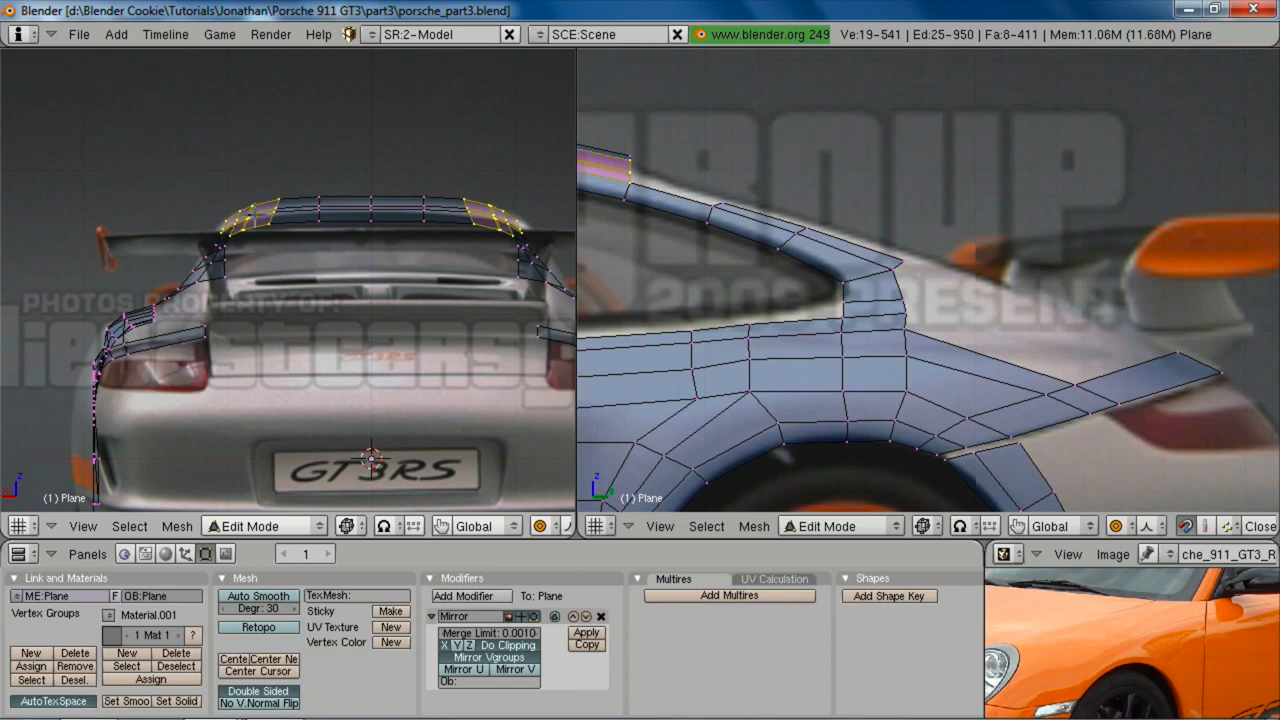 Blender [d:\Blender Cookie\Tutorials\Jonathan\Porsche 911 GT3\part3\porsche_part3.blend]
File Add Timeline Game Render Help SR:2-Model SCE:Scene www.blender.org 249 Ve:19-541 | Ed:25-950 | Fa:8-411 | Mem:11.06M (11.68M) Plane
ROUP
PHOTOS PROPERTY OF:
2009 PRESENT
GT3RS
GT3RS
z
x
(1) Plane
z
(1) Plane
View Select Mesh Edit Mode Global
View Select Mesh Edit Mode Global Close
Panels 1
View Image che_911_GT3_R
Link and Materials
ME:Plane F OB:Plane
Vertex Groups Material.001
1 Mat 1 ?
New Delete New Delete
Assign Remove Select Deselect
Select Desel. Assign
AutoTexSpace Set Smoo Set Solid
Mesh
Auto Smooth TexMesh:
Degr: 30 Sticky Make
Retopo UV Texture New
Vertex Color New
Cente Center Ne
Center Cursor
Double Sided
No V.Normal Flip
Modifiers
Add Modifier To: Plane
Mirror
Merge Limit: 0.0010 Apply
X Y Z Do Clipping Copy
Mirror Vgroups
Mirror U Mirror V
Ob:
Multires UV Calculation
Add Multires
Shapes
Add Shape Key